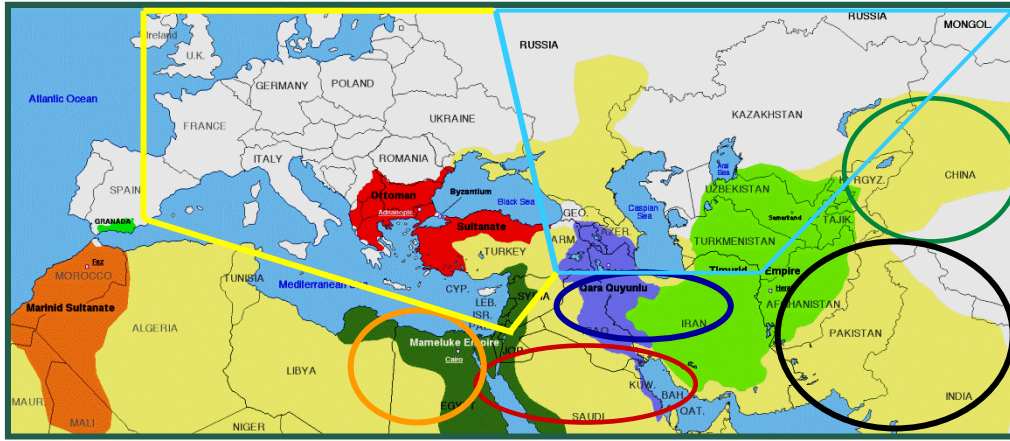 RUSSIA
MONGOL.
Ireland
U.K.
RUSSIA
Atlantic Ocean
GERMANY
POLAND
FRANCE
UKRAINE
KAZAKHSTAN
ITALY
ROMANIA
SPAIN
GRANADA
Ottoman
Adrianople
Byzantium
Black Sea
Sultanate
TURKEY
GEO.
ARM.
AZER.
Caspian
Sea
Aral
Sea
UZBEKISTAN
KYRGYZ.
CHINA
Samarkand
TAJIK.
TURKMENISTAN
Fez
MOROCCO
Marinid Sultanate
TUNISIA
Mediterranean
CYP.
LEB.
ISR.
PAL.
SYRIA
JOR.
Qara Quyunlu
IRAQ
IRAN
Timurid
Empire
Herat
AFGHANISTAN
PAKISTAN
INDIA
ALGERIA
LIBYA
Mameluke Empire
Cairo
EGYPT
KUW.
BAH.
QAT.
SAUDI
MAUR.
MALI
NIGER